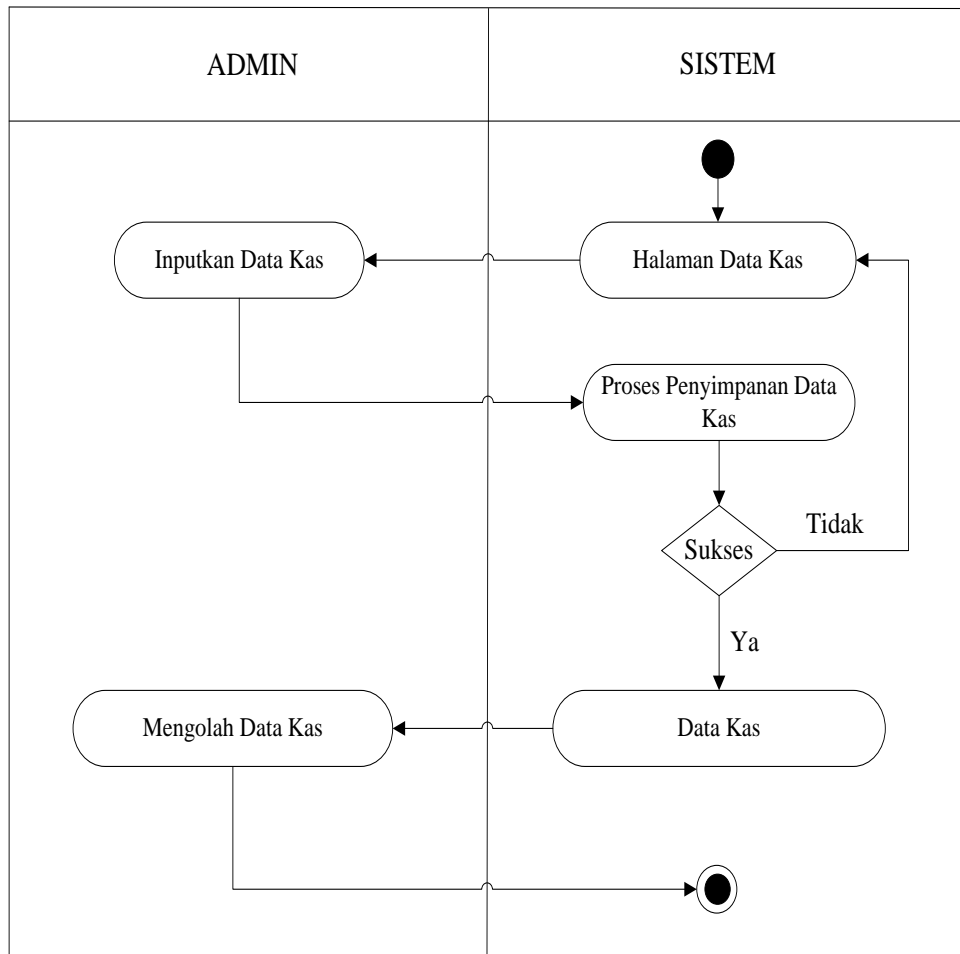 ADMIN
SISTEM
Inputkan Data Kas
Halaman Data Kas
Proses Penyimpanan Data
Kas
Sukses
Tidak
Ya
Mengolah Data Kas
Data Kas